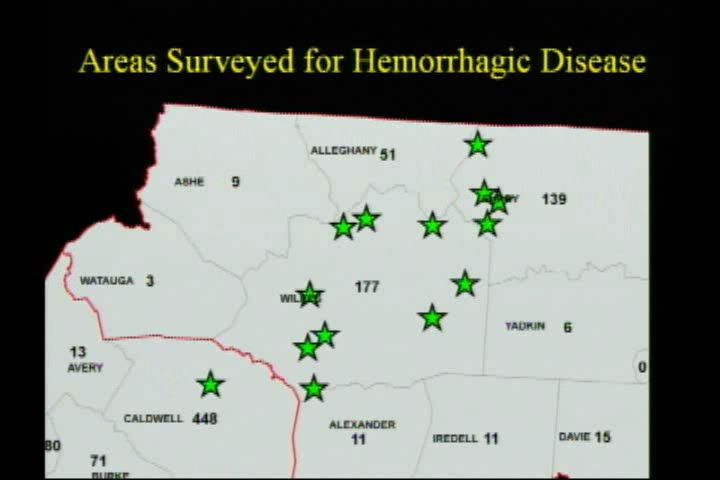 Areas Surveyed for Hemorrhagic Disease
ALLEGHANY 51
ASHE 9
139
WATAUGA 3
177
YADKIN 6
13
AVERY
0
CALDWELL 448
ALEXANDER
11
IREDELL 11
DAVIE 15
80
71
BURKE